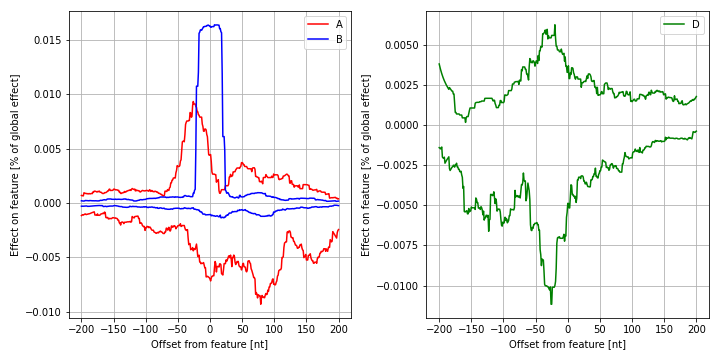 A
B
0.015
0.010
0.005
0.000
−0.005
−0.010
Effect on feature [% of global effect]
−200 −150 −100 −50 0 50 100 150 200
Offset from feature [nt]
D
0.0050
0.0025
0.0000
−0.0025
−0.0050
−0.0075
−0.0100
Effect on feature [% of global effect]
−200 −150 −100 −50 0 50 100 150 200
Offset from feature [nt]